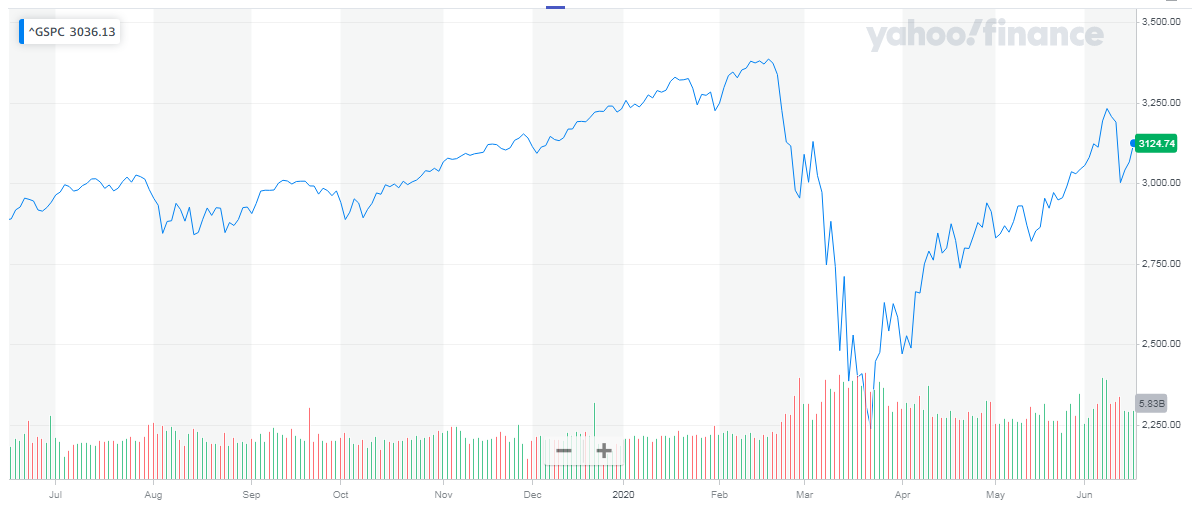 ^GSPC 3036.13
yahoo!finance
3,500.00
3,250.00
3124.74
3,000.00
2,750.00
2,500.00
5.83B
2,250.00
Jul Aug Sep Oct Nov Dec 2020 Feb Mar Apr May Jun